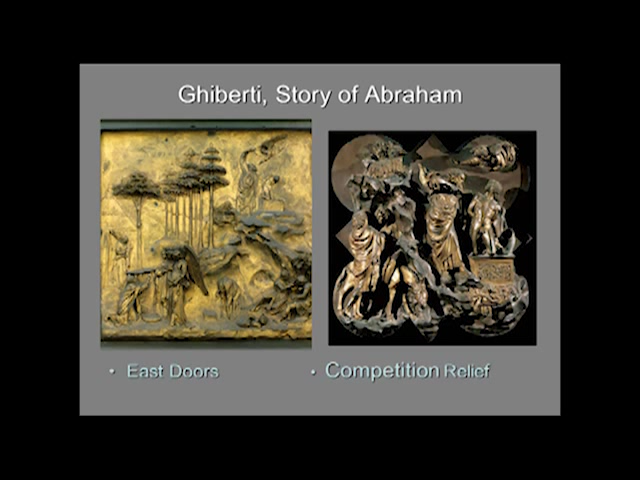 Ghiberti, Story of Abraham
• East Doors
• Competition Relief